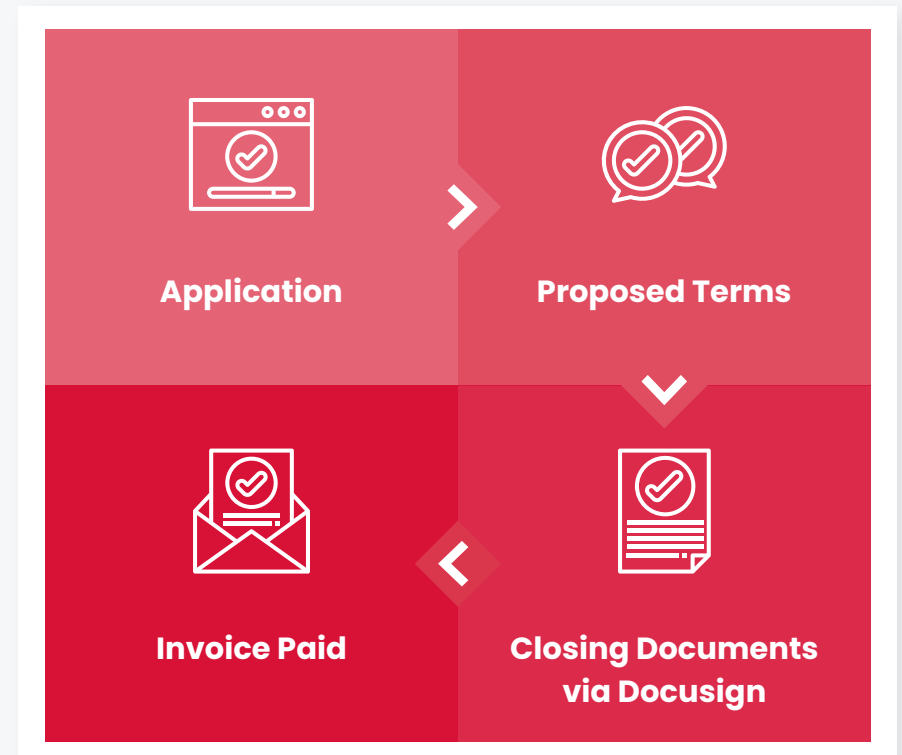 Application
Proposed Terms
Invoice Paid
Closing Documents
via Docusign